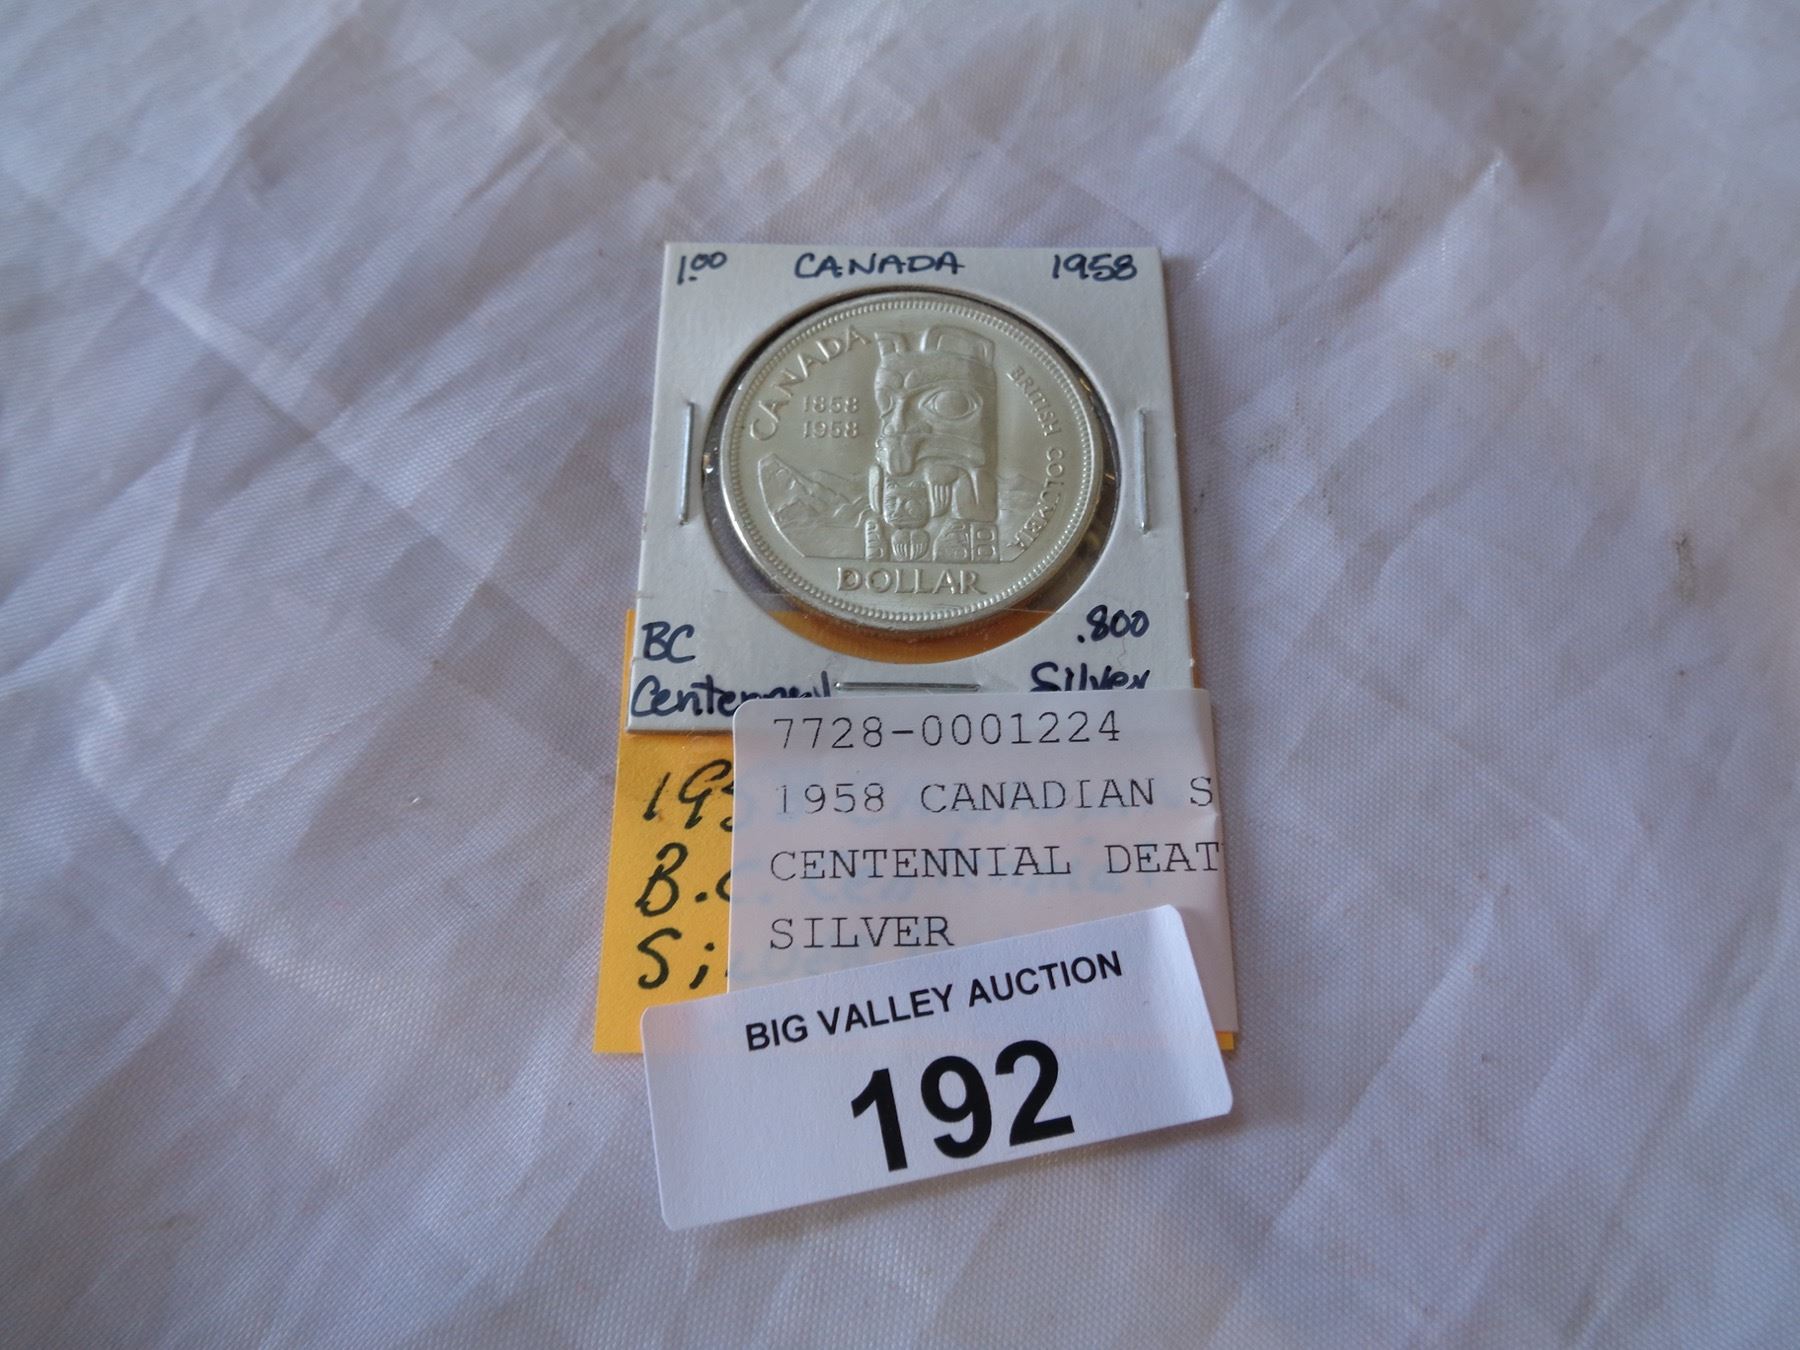 1.00 CANADA 1958
CANADA
1858
1958
BRITISH COLUMBIA
DOLLAR
BC .800
Silver
7728-0001224
1958 CANADIAN S
CENTENNIAL DEAT
SILVER
B.C.
BIG VALLEY AUCTION
192